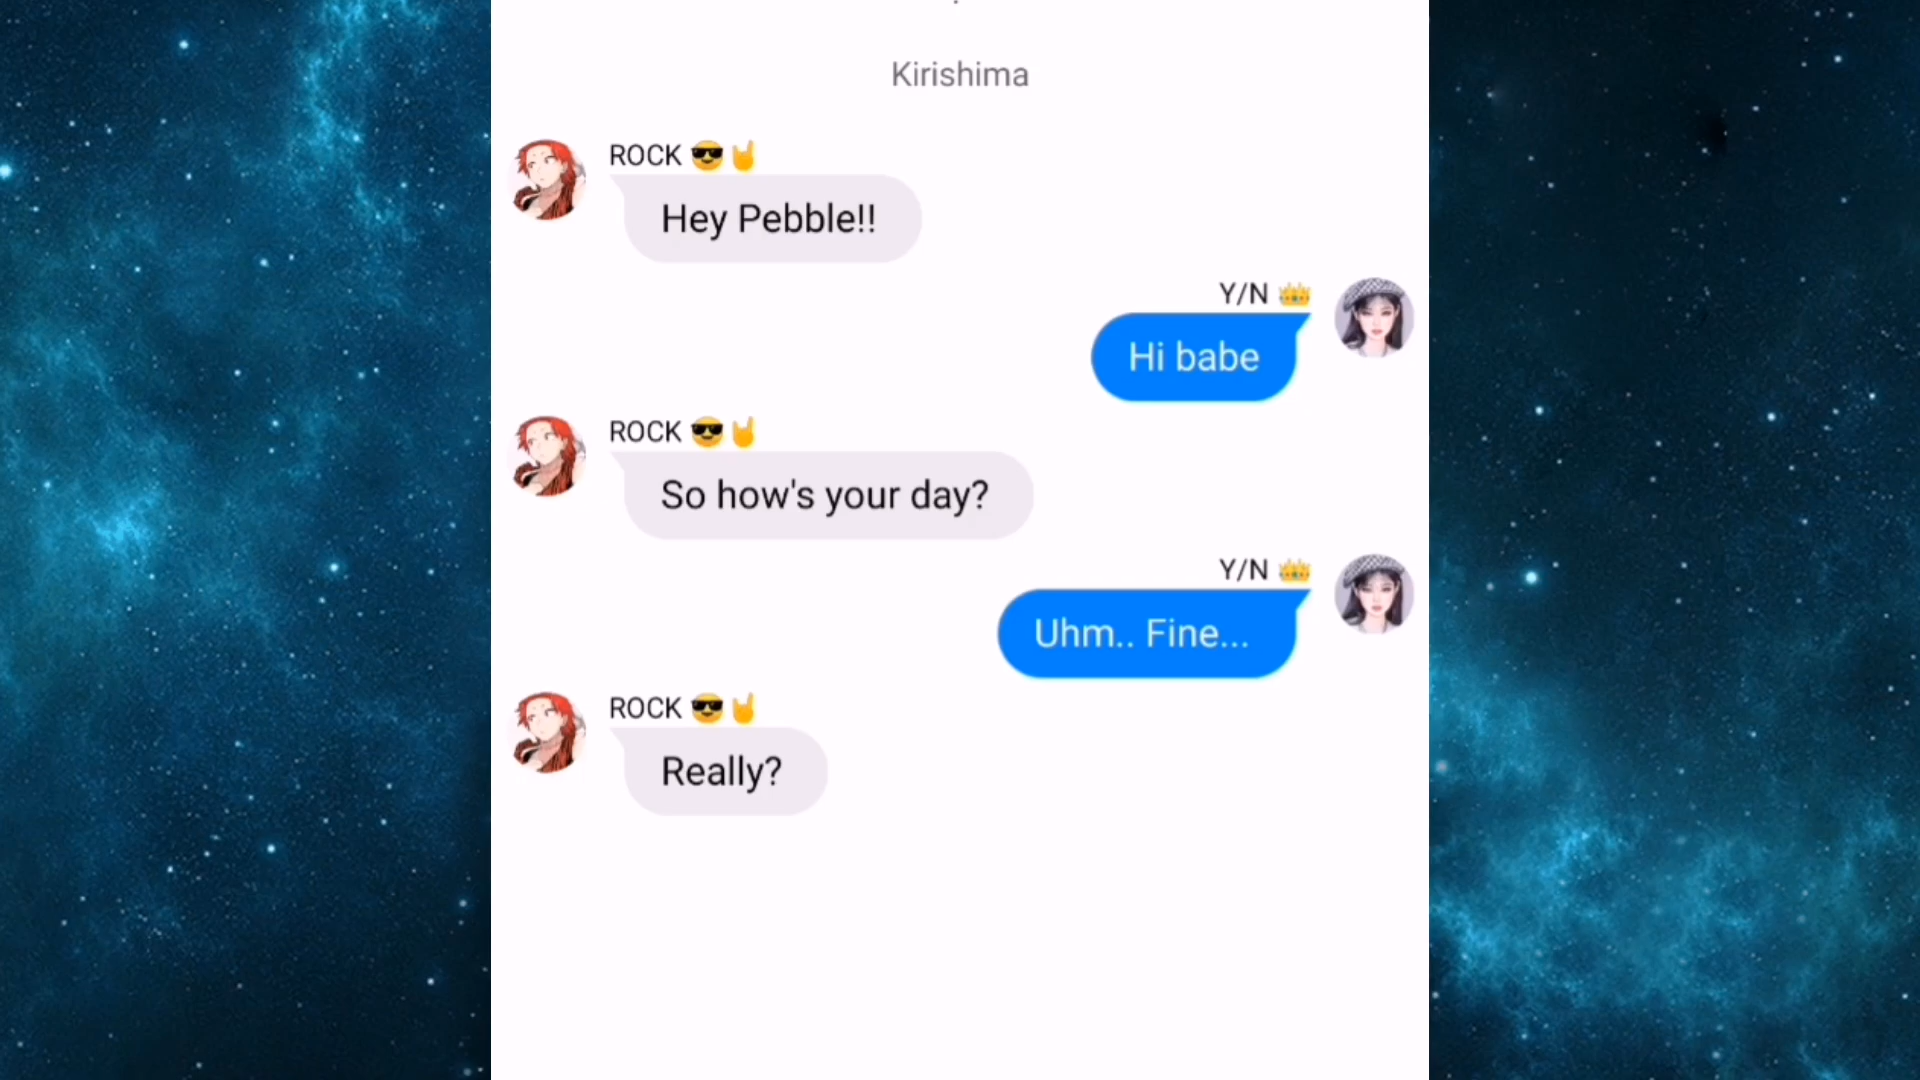 Kirishima
ROCK 😎🤘
Hey Pebble!!
Y/N 👑
Hi babe
ROCK 😎🤘
So how's your day?
Y/N 👑
Uhm.. Fine...
ROCK 😎🤘
Really?